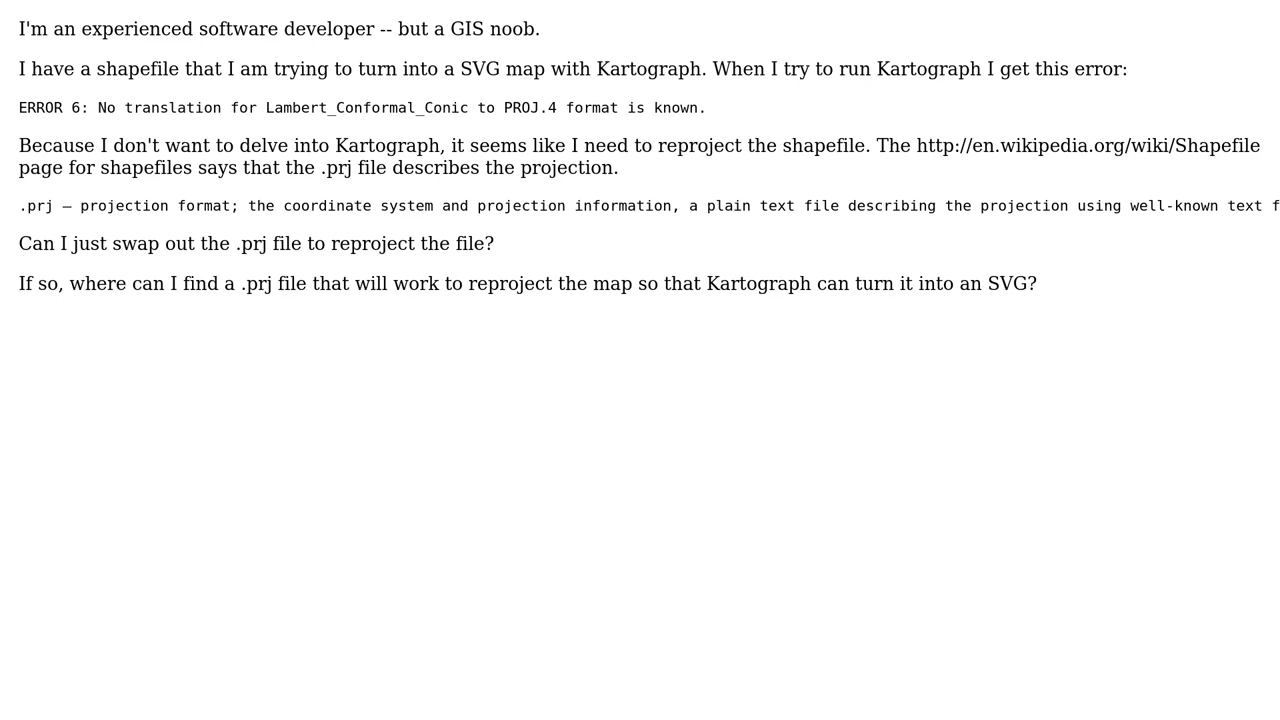 I'm an experienced software developer -- but a GIS noob.
I have a shapefile that I am trying to turn into a SVG map with Kartograph. When I try to run Kartograph I get this error:
ERROR 6: No translation for Lambert_Conformal_Conic to PROJ.4 format is known.
Because I don't want to delve into Kartograph, it seems like I need to reproject the shapefile. The http://en.wikipedia.org/wiki/Shapefile
page for shapefiles says that the .prj file describes the projection.
.prj — projection format; the coordinate system and projection information, a plain text file describing the projection using well-known text f
Can I just swap out the .prj file to reproject the file?
If so, where can I find a .prj file that will work to reproject the map so that Kartograph can turn it into an SVG?